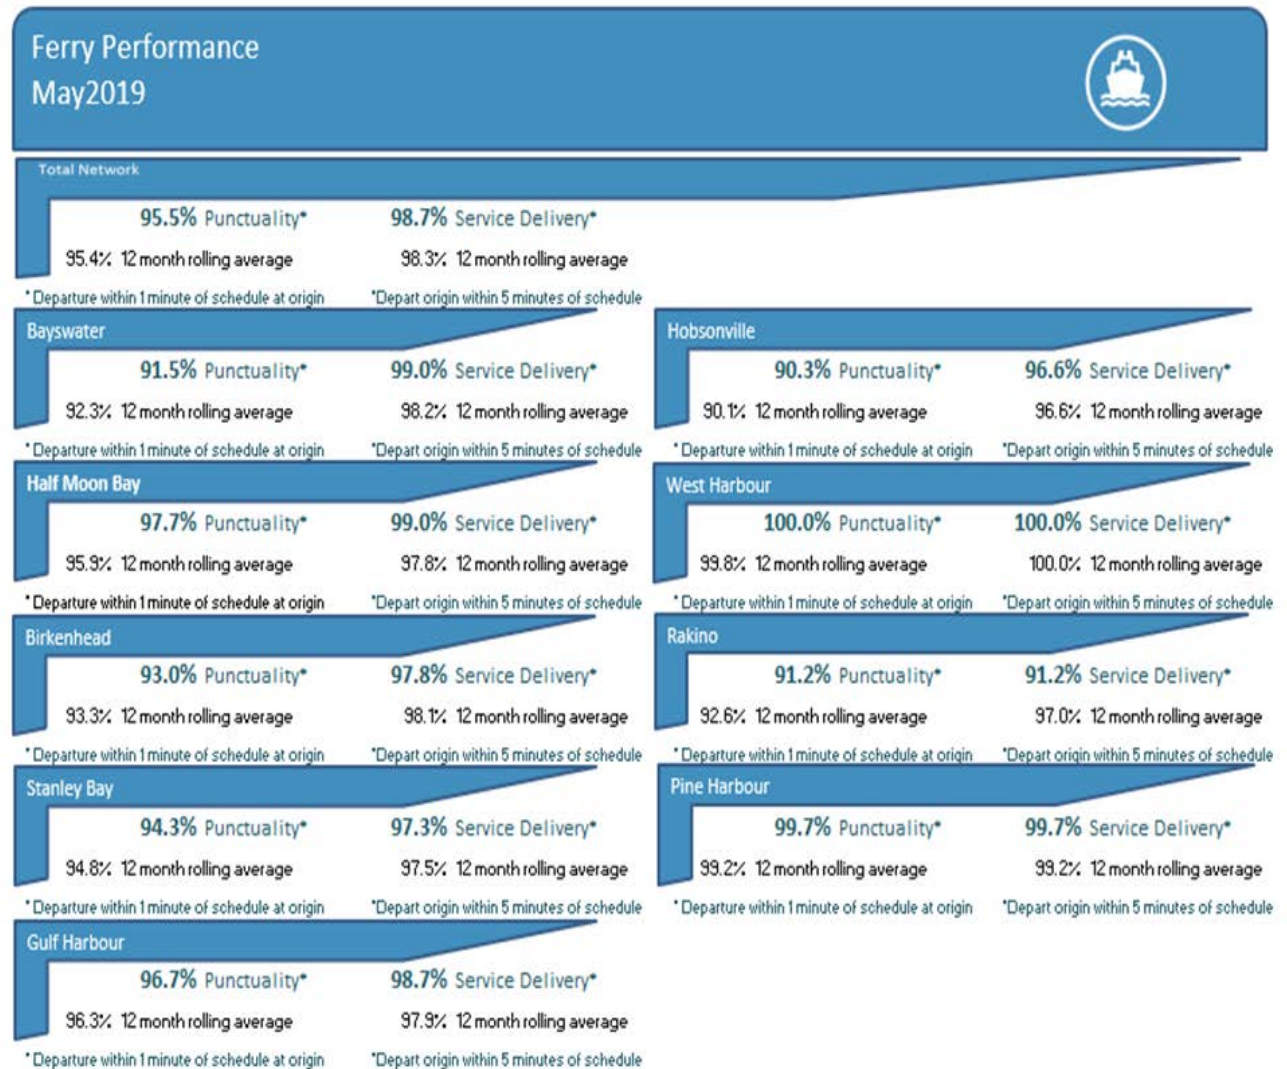 Ferry Performance
May2019
Total Network
95.5% Punctuality* 98.7% Service Delivery*
95.4% 12 month rolling average 98.3% 12 month rolling average
* Departure within 1 minute of schedule at origin *Depart origin within 5 minutes of schedule
Bayswater
91.5% Punctuality* 99.0% Service Delivery*
92.3% 12 month rolling average 98.2% 12 month rolling average
* Departure within 1 minute of schedule at origin *Depart origin within 5 minutes of schedule
Hobsonville
90.3% Punctuality* 96.6% Service Delivery*
90.1% 12 month rolling average 96.6% 12 month rolling average
* Departure within 1 minute of schedule at origin *Depart origin within 5 minutes of schedule
Half Moon Bay
97.7% Punctuality* 99.0% Service Delivery*
95.9% 12 month rolling average 97.8% 12 month rolling average
* Departure within 1 minute of schedule at origin *Depart origin within 5 minutes of schedule
West Harbour
100.0% Punctuality* 100.0% Service Delivery*
99.8% 12 month rolling average 100.0% 12 month rolling average
* Departure within 1 minute of schedule at origin *Depart origin within 5 minutes of schedule
Birkenhead
93.0% Punctuality* 97.8% Service Delivery*
93.3% 12 month rolling average 98.1% 12 month rolling average
* Departure within 1 minute of schedule at origin *Depart origin within 5 minutes of schedule
Rakino
91.2% Punctuality* 91.2% Service Delivery*
92.6% 12 month rolling average 97.0% 12 month rolling average
* Departure within 1 minute of schedule at origin *Depart origin within 5 minutes of schedule
Stanley Bay
94.3% Punctuality* 97.3% Service Delivery*
94.8% 12 month rolling average 97.5% 12 month rolling average
* Departure within 1 minute of schedule at origin *Depart origin within 5 minutes of schedule
Pine Harbour
99.7% Punctuality* 99.7% Service Delivery*
99.2% 12 month rolling average 99.2% 12 month rolling average
* Departure within 1 minute of schedule at origin *Depart origin within 5 minutes of schedule
Gulf Harbour
96.7% Punctuality* 98.7% Service Delivery*
96.3% 12 month rolling average 97.9% 12 month rolling average
* Departure within 1 minute of schedule at origin *Depart origin within 5 minutes of schedule